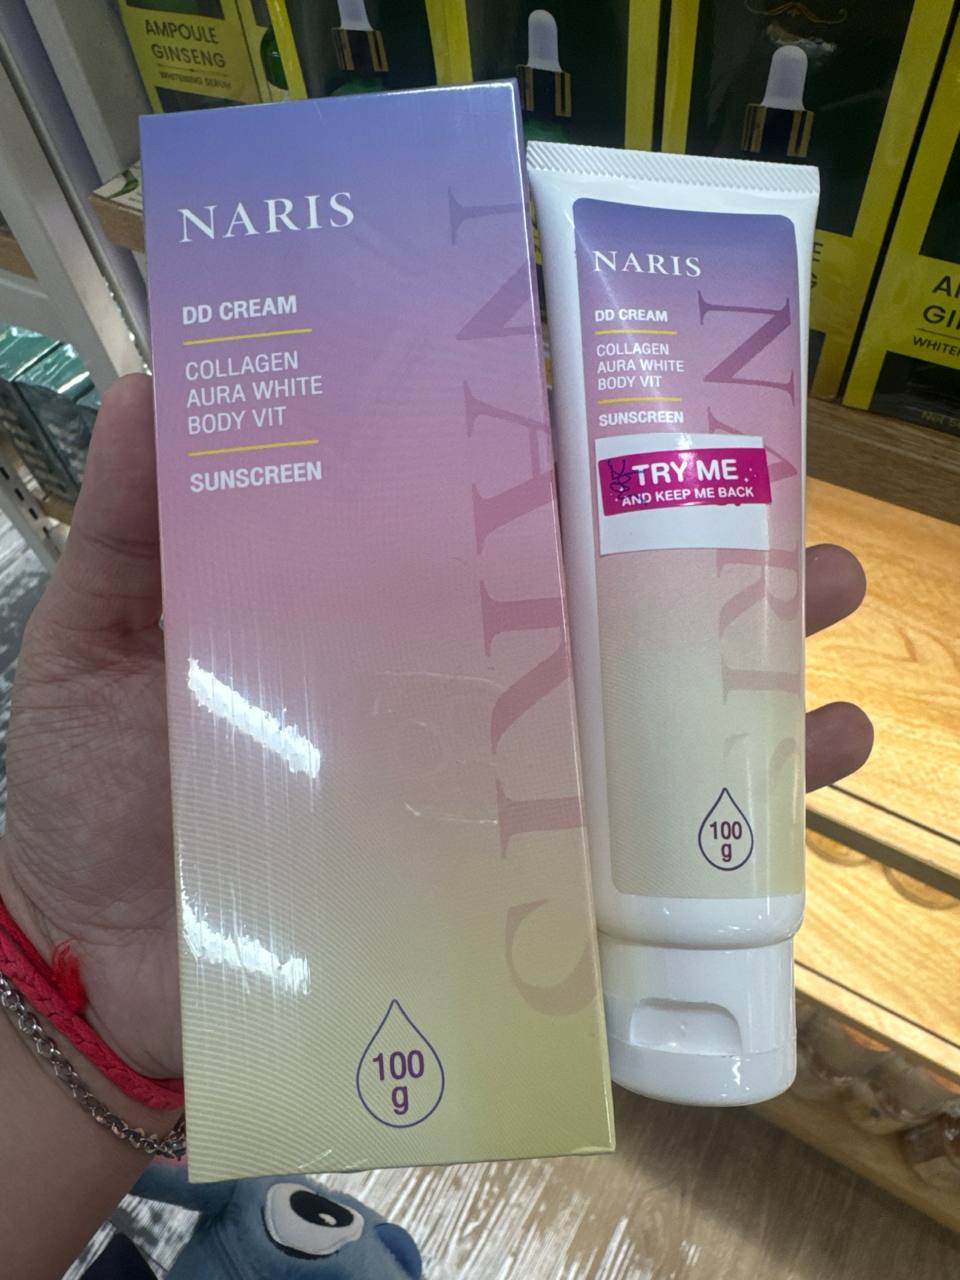 AMPOULE
GINSENG
WHITENING SERUM
NARIS
DD CREAM
COLLAGEN
AURA WHITE
BODY VIT
SUNSCREEN
NARIS
100
g
NARIS
DD CREAM
COLLAGEN
AURA WHITE
BODY VIT
SUNSCREEN
TRY ME
AND KEEP ME BACK
NARIS
100
g